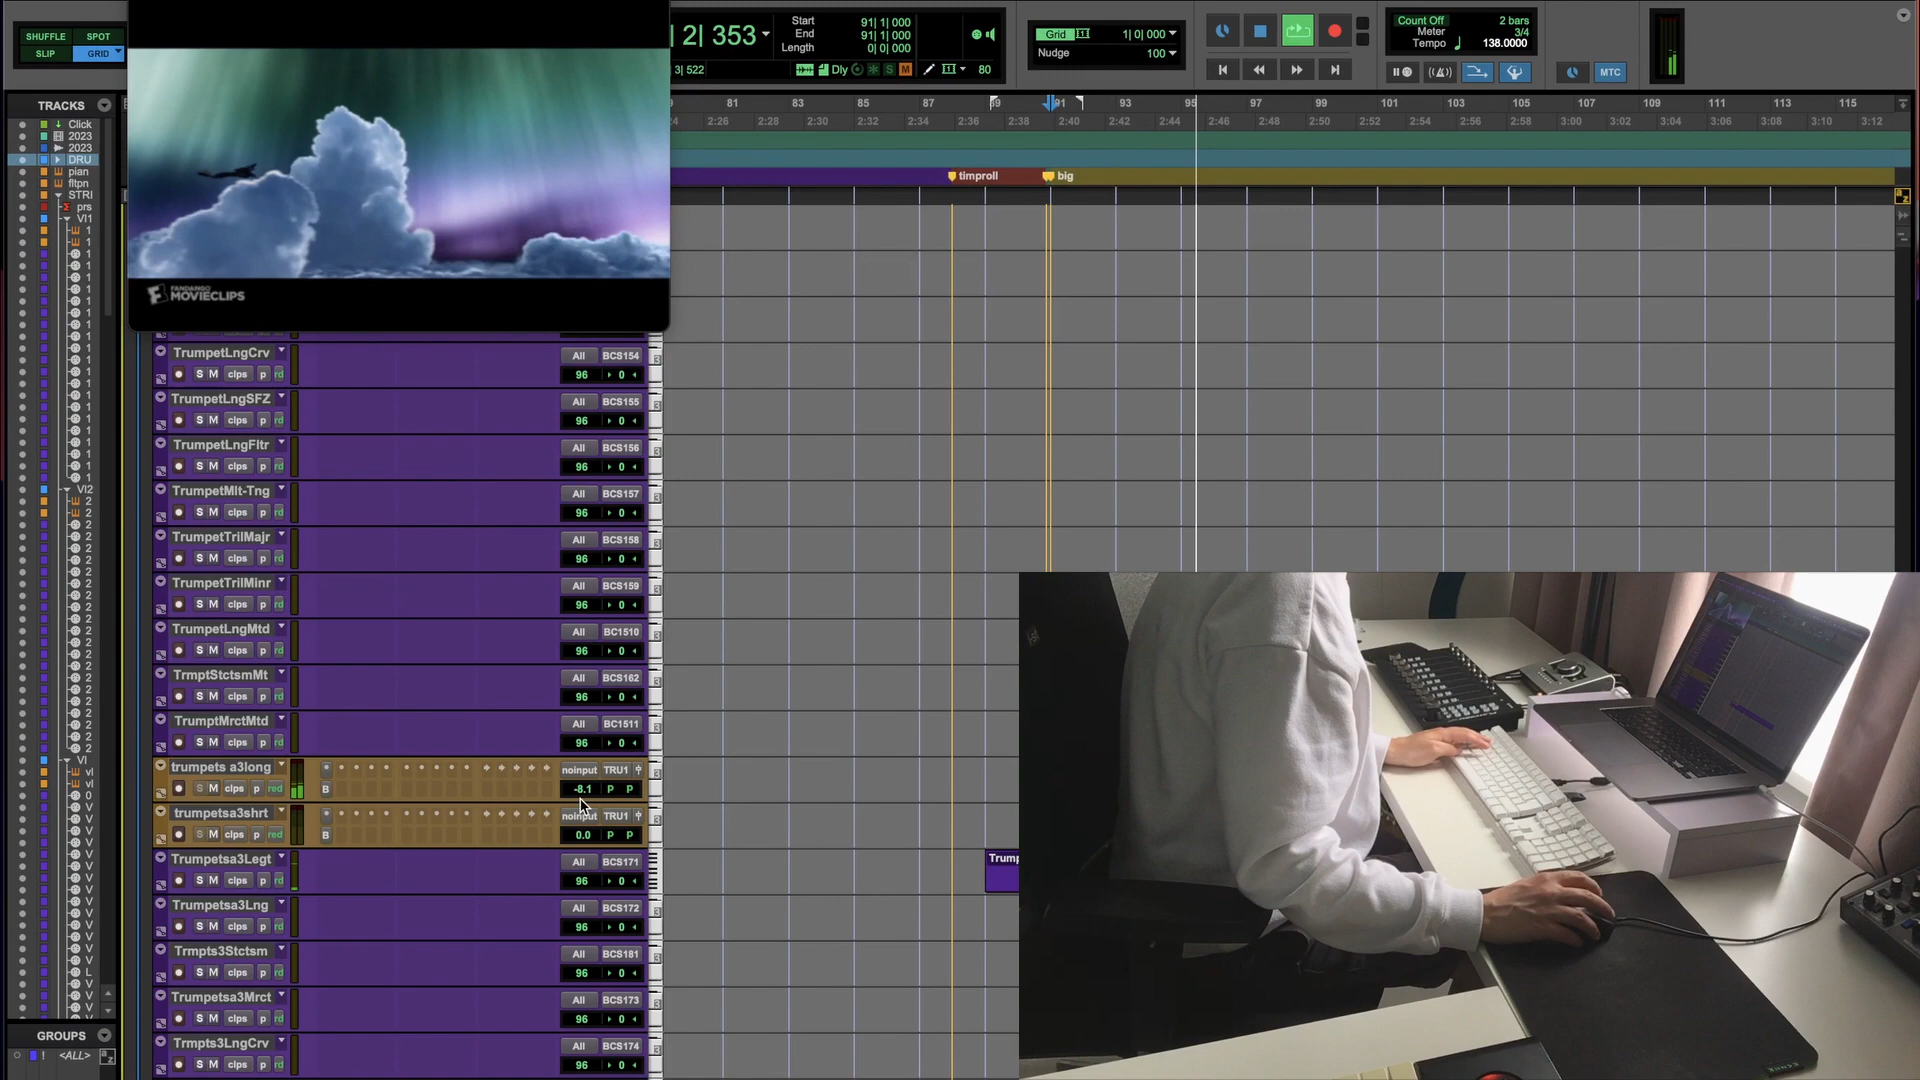 SHUFFLE SPOT
SLIP GRID
2| 353
3| 522
Start 91| 1| 000
End 91| 1| 000
Length 0| 0| 000
Dly S M 80
Grid 1| 0| 000
Nudge 100
Count Off 2 bars
Meter 3/4
Tempo 138.0000
MTC
TRACKS
81 83 85 87 89 91 93 95 97 99 101 103 105 107 109 111 113 115
2:26 2:30 2:32 2:34 2:36 2:38 2:40 2:42 2:44 2:46 2:48 2:50 2:52 2:54 2:56 2:58 3:00 3:02 3:04 3:06 3:08 3:10 3:12
timproll big
Click
2023
2023
DRU
pian
fltpn
STRI
prs
VI1
VI2
VI
vl
vl
FANDANGO
MOVIECLIPS
TrumpetLngCrv All BCS154
S M clps p rd 96 0
TrumpetLngSFZ All BCS155
S M clps p rd 96 0
TrumpetLngFltr All BCS156
S M clps p rd 96 0
TrumpetMlt-Tng All BCS157
S M clps p rd 96 0
TrumpetTrilMajr All BCS158
S M clps p rd 96 0
TrumpetTrilMinr All BCS159
S M clps p rd 96 0
TrumpetLngMtd All BC1510
S M clps p rd 96 0
TrmptStctsmMt All BCS162
S M clps p rd 96 0
TrumptMrctMtd All BC1511
S M clps p rd 96 0
trumpets a3long noinput TRU1
S M clps p red B -8.1 P P
trumpetsa3shrt noinput TRU1
S M clps p red B 0.0 P P
Trumpetsa3Legt All BCS171
S M clps p rd 96 0
Trumpetsa3Lng All BCS172
S M clps p rd 96 0
Trmpts3Stctsm All BCS181
S M clps p rd 96 0
Trumpetsa3Mrct All BCS173
S M clps p rd 96 0
Trmpts3LngCrv All BCS174
S M clps p rd 96 0
Trump
GROUPS
! <ALL>